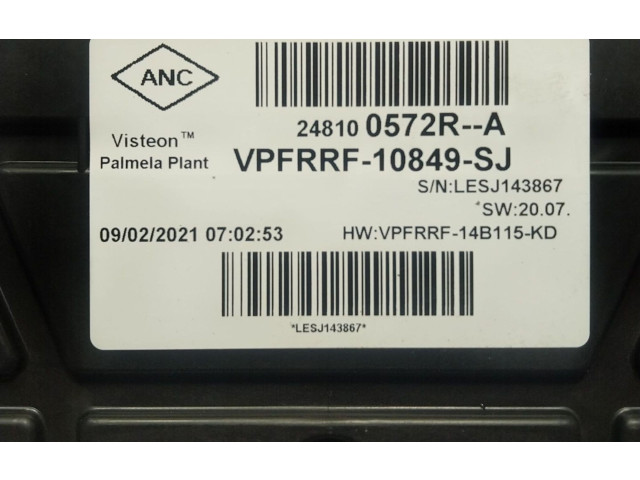 ANC
24810 0572R--A
Visteon™
Palmela Plant
VPFRRF-10849-SJ
S/N:LESJ143867
*SW:20.07.
09/02/2021 07:02:53 HW:VPFRRF-14B115-KD
*LESJ143867*